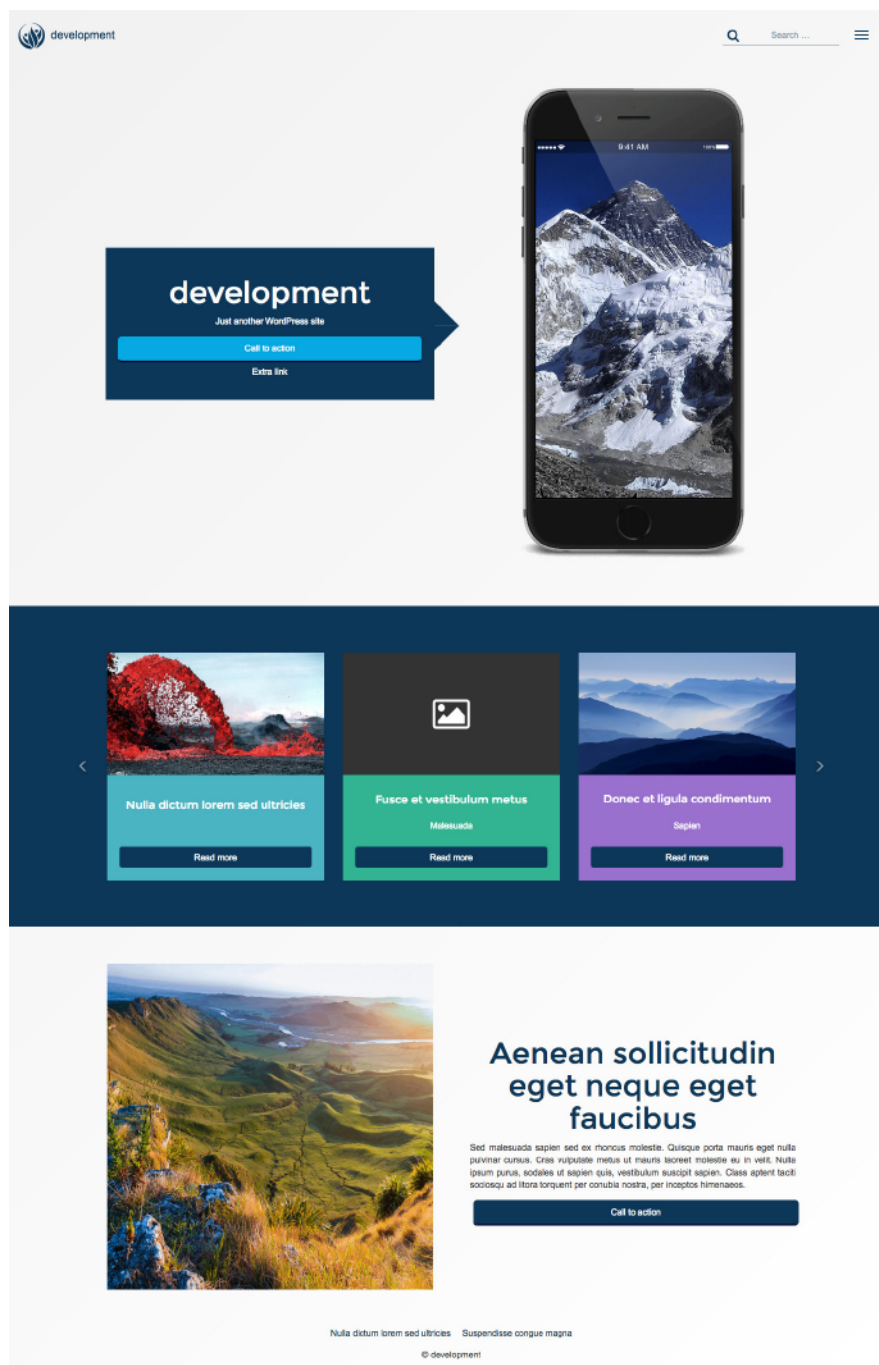 development
Search ...
9:41 AM
100%
development
Just another WordPress site
Call to action
Extra link
Nulla dictum lorem sed ultricies
Read more
Fusce et vestibulum metus
Malesuada
Read more
Donec et ligula condimentum
Sapien
Read more
Aenean sollicitudin
eget neque eget
faucibus
Sed malesuada sapien sed ex rhoncus molestie. Quisque porta mauris eget nulla
pulvinar cursus. Cras vulputate metus ut mauris laoreet molestie eu in velit. Nulla
ipsum purus, sodales ut sapien quis, vestibulum suscipit sapien. Class aptent taciti
sociosqu ad litora torquent per conubia nostra, per inceptos himenaeos.
Call to action
Nulla dictum lorem sed ultricies Suspendisse congue magna
© development